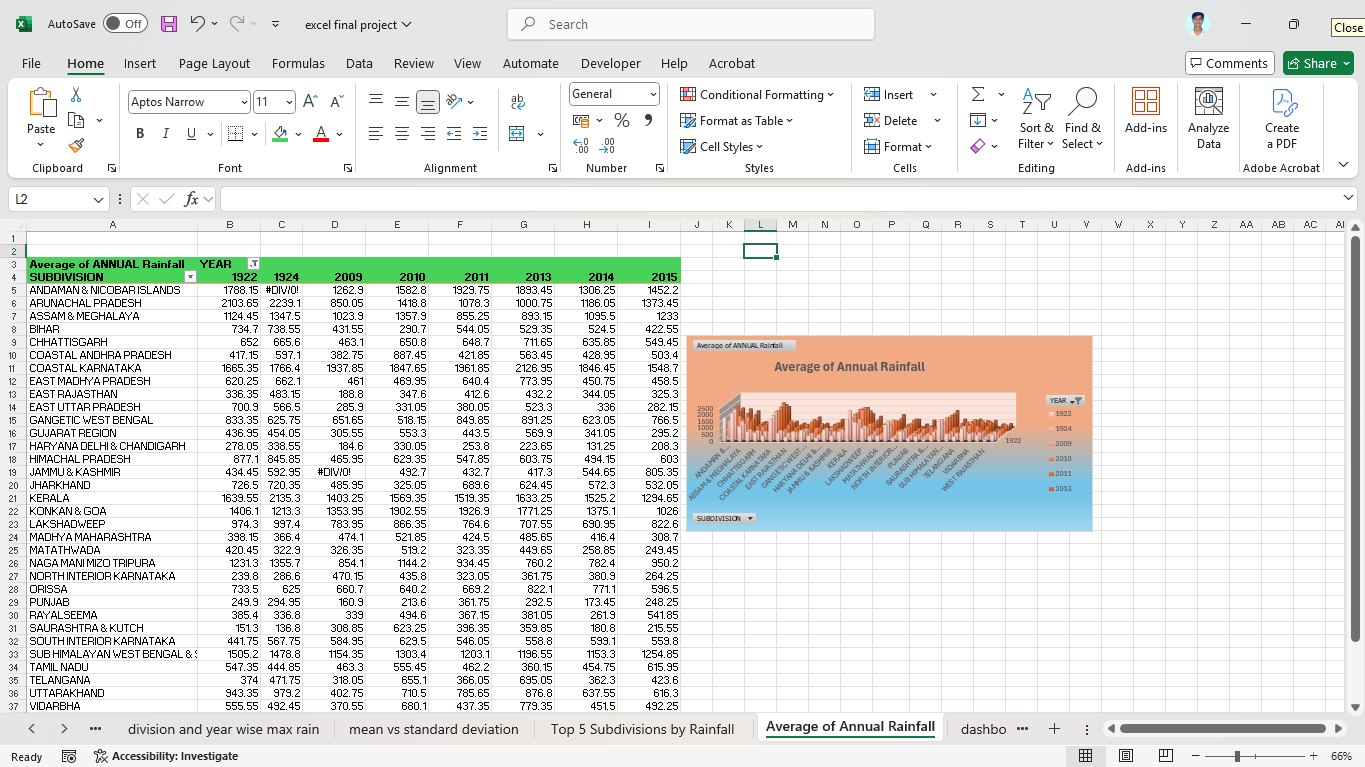 AutoSave Off excel final project Search Close
File Home Insert Page Layout Formulas Data Review View Automate Developer Help Acrobat Comments Share
Paste Aptos Narrow 11 General Conditional Formatting Insert
B I U A % Format as Table Delete Sort & Filter Find & Select Add-ins Analyze Data Create a PDF
Cell Styles Format
Clipboard Font Alignment Number Styles Cells Editing Add-ins Adobe Acrobat
L2 fx
A B C D E F G H I J K L M N O P Q R S T U V W X Y Z AA AB AC
1
2
3 Average of ANNUAL Rainfall YEAR
4 SUBDIVISION 1922 1924 2009 2010 2011 2013 2014 2015
5 ANDAMAN & NICOBAR ISLANDS 1788.15 #DIV/0! 1262.9 1582.8 1929.75 1893.45 1306.25 1452.2
6 ARUNACHAL PRADESH 2103.65 2239.1 850.05 1418.8 1078.3 1000.75 1186.05 1373.45
7 ASSAM & MEGHALAYA 1124.45 1347.5 1023.9 1357.9 855.25 893.15 1095.5 1233
8 BIHAR 734.7 738.55 431.55 290.7 544.05 529.35 524.5 422.55
9 CHHATTISGARH 652 665.6 463.1 650.8 648.7 711.65 635.85 549.45
10 COASTAL ANDHRA PRADESH 417.15 597.1 382.75 887.45 421.85 563.45 428.95 503.4
11 COASTAL KARNATAKA 1665.35 1766.4 1937.85 1847.65 1961.85 2126.95 1846.45 1548.7
12 EAST MADHYA PRADESH 620.25 662.1 461 469.95 640.4 773.95 450.75 458.5
13 EAST RAJASTHAN 336.35 483.15 188.8 347.6 412.6 432.2 344.05 325.3
14 EAST UTTAR PRADESH 700.9 566.5 285.9 331.05 380.05 523.3 336 282.15
15 GANGETIC WEST BENGAL 833.35 625.75 651.65 518.15 849.85 891.25 623.05 766.5
16 GUJARAT REGION 436.95 454.05 305.55 553.3 443.5 569.9 341.05 295.2
17 HARYANA DELHI & CHANDIGARH 278.05 338.55 184.6 330.05 253.8 223.65 131.25 208.3
18 HIMACHAL PRADESH 877.1 845.85 465.95 629.35 547.85 603.75 494.15 603
19 JAMMU & KASHMIR 434.45 592.95 #DIV/0! 492.7 432.7 417.3 544.65 805.35
20 JHARKHAND 726.3 720.35 485.95 325.05 689.6 624.45 572.3 532.05
21 KERALA 1639.55 2135.3 1403.25 1569.35 1519.35 1633.25 1525.2 1294.65
22 KONKAN & GOA 1406.1 1213.3 1353.95 1902.55 1926.9 1771.25 1375.1 1026
23 LAKSHADWEEP 974.3 997.4 783.95 866.35 764.6 707.55 690.95 822.6
24 MADHYA MAHARASHTRA 398.15 366.4 474.1 521.85 424.5 485.65 416.4 308.7
25 MATATHWADA 420.45 322.9 326.35 519.2 323.35 449.65 258.85 249.45
26 NAGA MANI MIZO TRIPURA 1231.3 1355.7 854.1 1144.2 934.45 760.2 782.4 950.2
27 NORTH INTERIOR KARNATAKA 239.8 286.6 470.15 435.8 323.05 361.75 380.9 264.25
28 ORISSA 733.5 625 660.7 640.2 669.2 822.1 771.1 596.5
29 PUNJAB 249.9 294.95 160.9 213.6 361.75 292.5 173.45 248.25
30 RAYALSEEMA 385.4 336.8 339 494.6 367.15 381.05 261.9 541.85
31 SAURASHTRA & KUTCH 151.3 136.8 308.85 623.25 396.35 359.85 180.8 215.55
32 SOUTH INTERIOR KARNATAKA 441.75 567.75 584.95 629.5 546.05 558.8 599.1 559.8
33 SUB HIMALAYAN WEST BENGAL & 1505.2 1478.8 1154.35 1303.4 1203.1 1196.55 1153.3 1254.85
34 TAMIL NADU 547.35 444.85 463.3 555.45 462.2 360.15 454.75 615.95
35 TELANGANA 374 471.75 318.05 655.1 366.05 695.05 362.3 423.6
36 UTTARAKHAND 943.35 979.2 402.75 710.5 785.65 876.8 637.55 616.3
37 VIDARBHA 555.55 492.45 370.55 680.1 437.35 779.35 451.5 492.25
Average of ANNUAL Rainfall
Average of Annual Rainfall
2500
2000
1500
1000
500
0
1922
ANDAMAN &...
ASSAM & MEGHALAYA
CHHATTISGARH
COASTAL KARNATAKA
EAST RAJASTHAN
GANGETIC WEST...
HARYANA DELHI &...
JAMMU & KASHMIR
KERALA
LAKSHADWEEP
MATATHWADA
NORTH INTERIOR...
PUNJAB
SAURASHTRA &...
SUB HIMALAYAN...
TELANGANA
VIDARBHA
WEST RAJASTHAN
YEAR
1922
1924
2009
2010
2011
2013
SUBDIVISION
division and year wise max rain mean vs standard deviation Top 5 Subdivisions by Rainfall Average of Annual Rainfall dashbo
Ready Accessibility: Investigate 66%